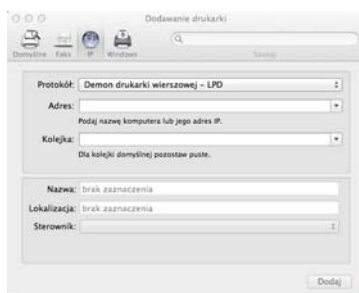 Dodawanie drukarki
Domyślne Faks IP Windows Szukaj
Protokół: Demon drukarki wierszowej – LPD
Adres:
Podaj nazwę komputera lub jego adres IP.
Kolejka:
Dla kolejki domyślnej pozostaw puste.
Nazwa: brak zaznaczenia
Lokalizacja: brak zaznaczenia
Sterownik:
Dodaj